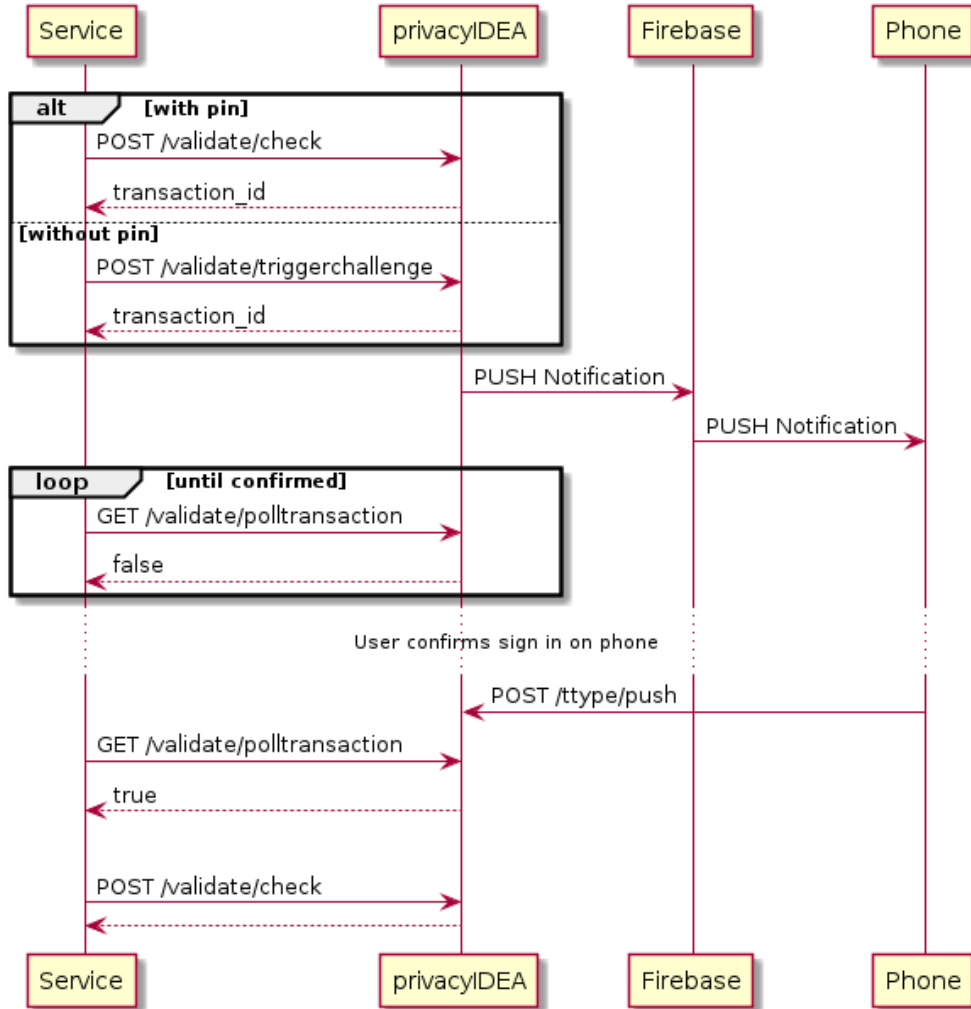 Service privacyIDEA Firebase Phone
alt [with pin]
POST /validate/check
transaction_id
[without pin]
POST /validate/triggerchallenge
transaction_id
PUSH Notification
PUSH Notification
loop [until confirmed]
GET /validate/polltransaction
false
User confirms sign in on phone
POST /ttype/push
GET /validate/polltransaction
true
POST /validate/check
Service privacyIDEA Firebase Phone